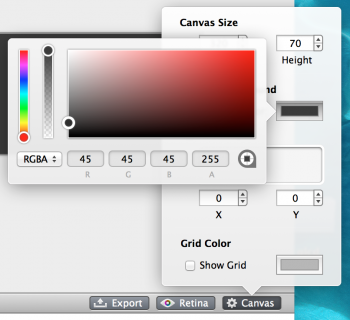 Canvas Size
70
Height
nd
RGBA 45 45 45 255
R G B A
0 0
X Y
Grid Color
Show Grid
Export Retina Canvas